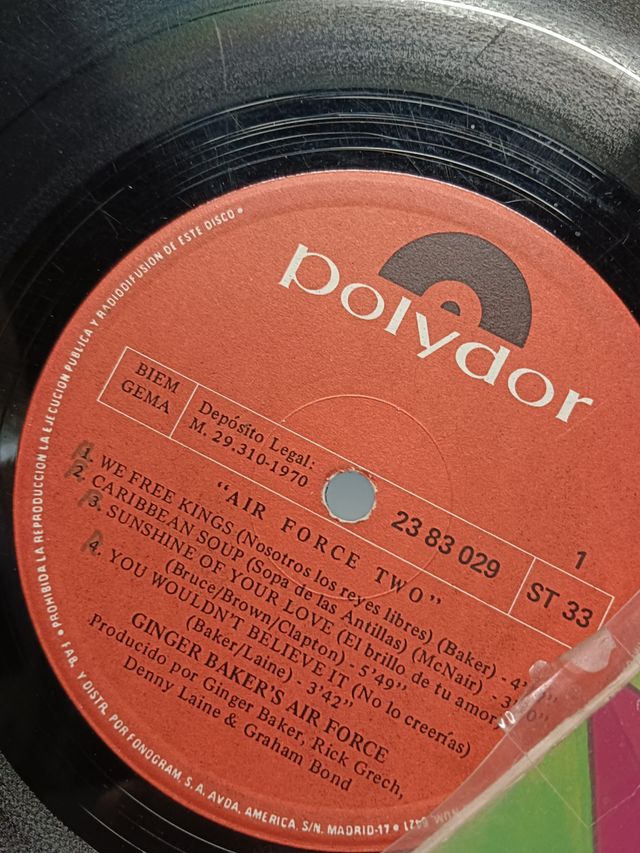 polydor
BIEM
GEMA
Depósito Legal:
M. 29.310-1970
23 83 029
1
ST 33
"AIR FORCE TWO"
1. WE FREE KINGS (Nosotros los reyes libres) (Baker) - 4'
2. CARIBBEAN SOUP (Sopa de las Antillas) (McNair) - 3'
3. SUNSHINE OF YOUR LOVE (El brillo de tu amor)
(Bruce/Brown/Clapton) - 5'49"
4. YOU WOULDN'T BELIEVE IT (No lo creerías)
(Baker/Laine) - 3'42"
GINGER BAKER'S AIR FORCE
Producido por Ginger Baker, Rick Grech,
Denny Laine & Graham Bond
• PROHIBIDA LA REPRODUCCION LA EJECUCION PUBLICA Y RADIODIFUSION DE ESTE DISCO •
• FAB. Y DISTR. POR FONOGRAM, S. A. AVDA. AMERICA, S/N. MADRID-17 •